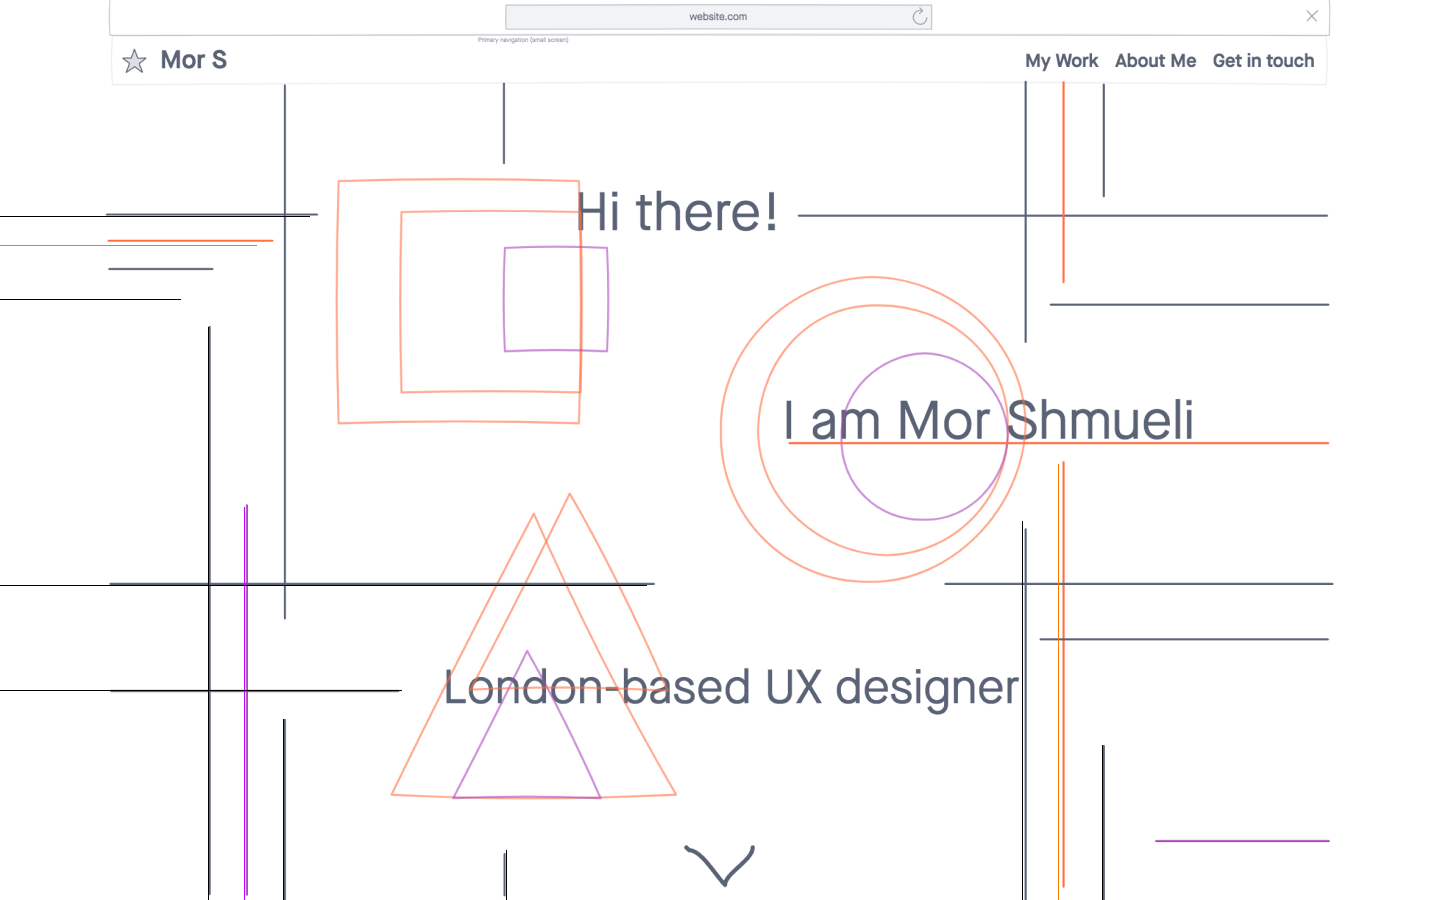 website.com
Primary navigation (small screen)
Mor S
My Work About Me Get in touch
Hi there!
I am Mor Shmueli
London-based UX designer